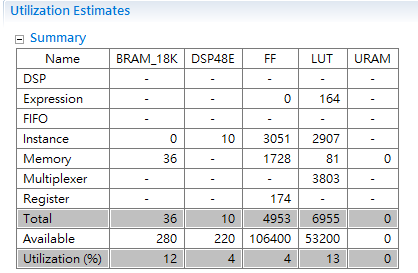 Utilization Estimates
Summary
Name BRAM_18K DSP48E FF LUT URAM
DSP - - - - -
Expression - - 0 164 -
FIFO - - - - -
Instance 0 10 3051 2907 -
Memory 36 - 1728 81 0
Multiplexer - - - 3803 -
Register - - 174 - -
Total 36 10 4953 6955 0
Available 280 220 106400 53200 0
Utilization (%) 12 4 4 13 0